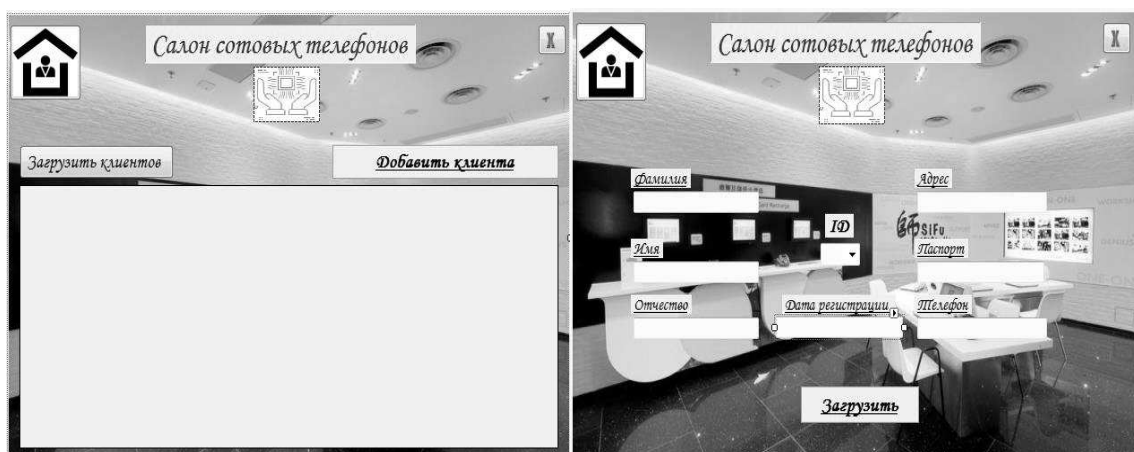 Салон сотовых телефонов
X
Загрузить клиентов
Добавить клиента
Салон сотовых телефонов
X
Фамилия
Адрес
ID
SiFu
Имя
Паспорт
Отчество
Дата регистрации
Телефон
Загрузить